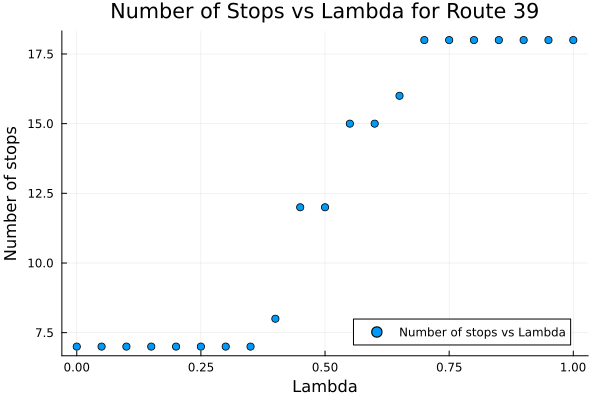 Number of Stops vs Lambda for Route 39
Number of stops
17.5
15.0
12.5
10.0
7.5
Number of stops vs Lambda
0.00 0.25 0.50 0.75 1.00
Lambda